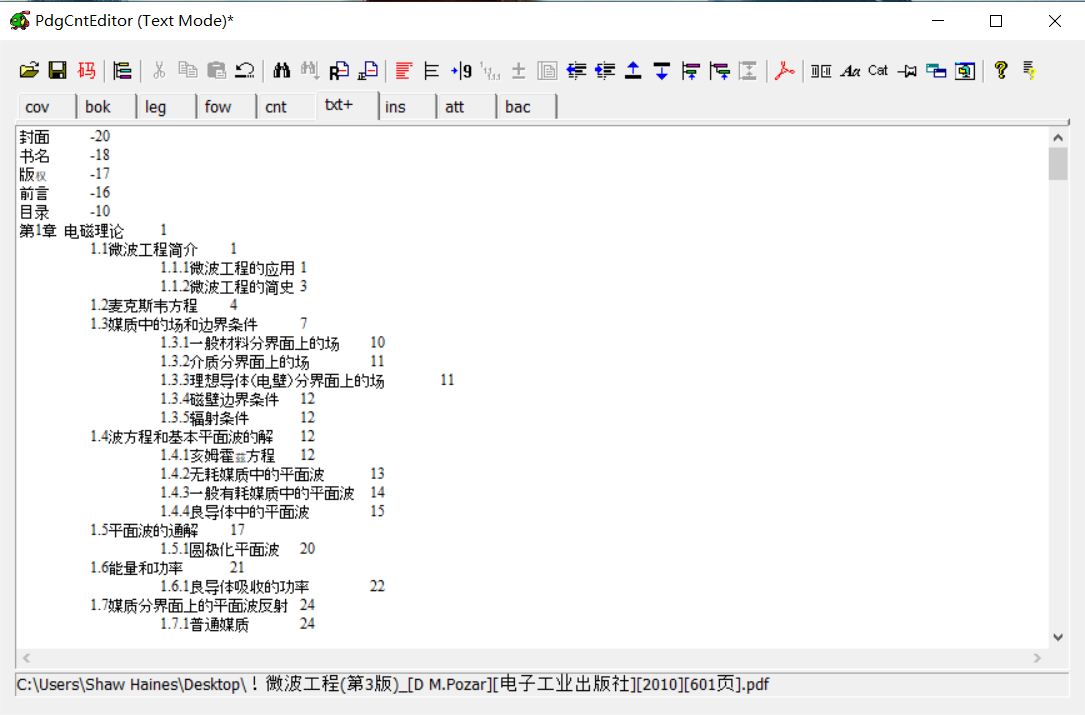 PdgCntEditor (Text Mode)*
码 Aa Cat
cov bok leg fow cnt txt+ ins att bac
封面 -20
书名 -18
版权 -17
前言 -16
目录 -10
第1章 电磁理论 1
1.1微波工程简介 1
1.1.1微波工程的应用 1
1.1.2微波工程的简史 3
1.2麦克斯韦方程 4
1.3媒质中的场和边界条件 7
1.3.1一般材料分界面上的场 10
1.3.2介质分界面上的场 11
1.3.3理想导体(电壁)分界面上的场 11
1.3.4磁壁边界条件 12
1.3.5辐射条件 12
1.4波方程和基本平面波的解 12
1.4.1亥姆霍兹方程 12
1.4.2无耗媒质中的平面波 13
1.4.3一般有耗媒质中的平面波 14
1.4.4良导体中的平面波 15
1.5平面波的通解 17
1.5.1圆极化平面波 20
1.6能量和功率 21
1.6.1良导体吸收的功率 22
1.7媒质分界面上的平面波反射 24
1.7.1普通媒质 24
C:\Users\Shaw Haines\Desktop\！微波工程(第3版)_[D M.Pozar][电子工业出版社][2010][601页].pdf